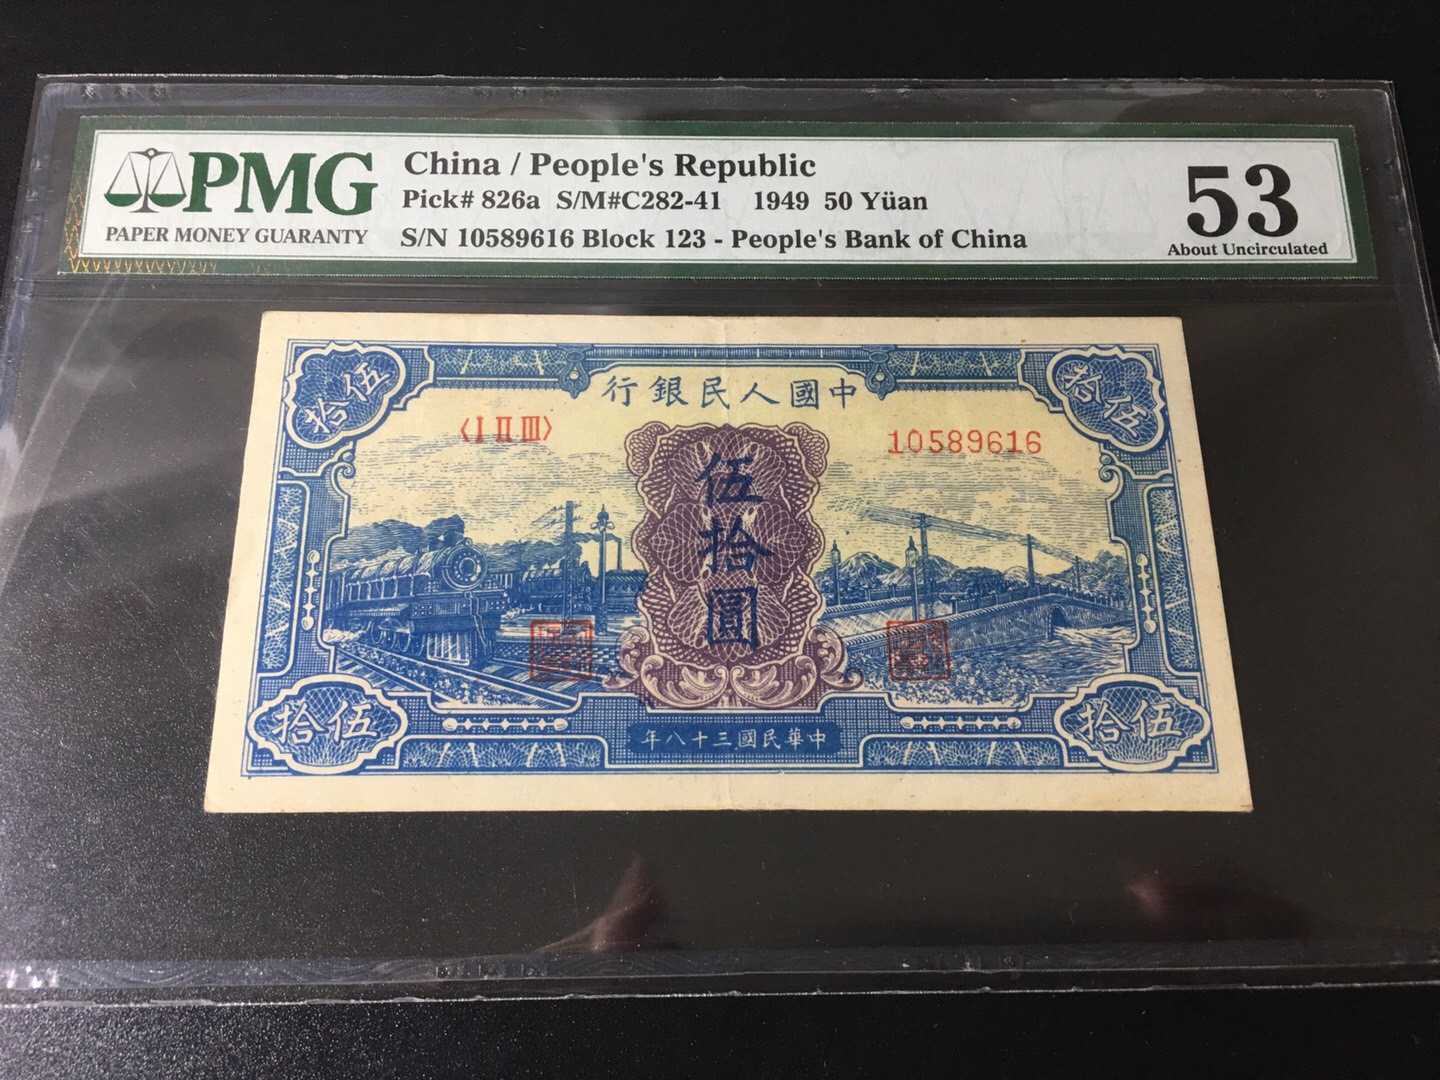 PMG
PAPER MONEY GUARANTY
China / People's Republic
Pick# 826a S/M#C282-41 1949 50 Yüan
S/N 10589616 Block 123 - People's Bank of China
53
About Uncirculated
行銀民人國中
拾伍
拾伍
〈I II III〉
10589616
伍
拾
圓
拾伍
拾伍
年八十三國民華中